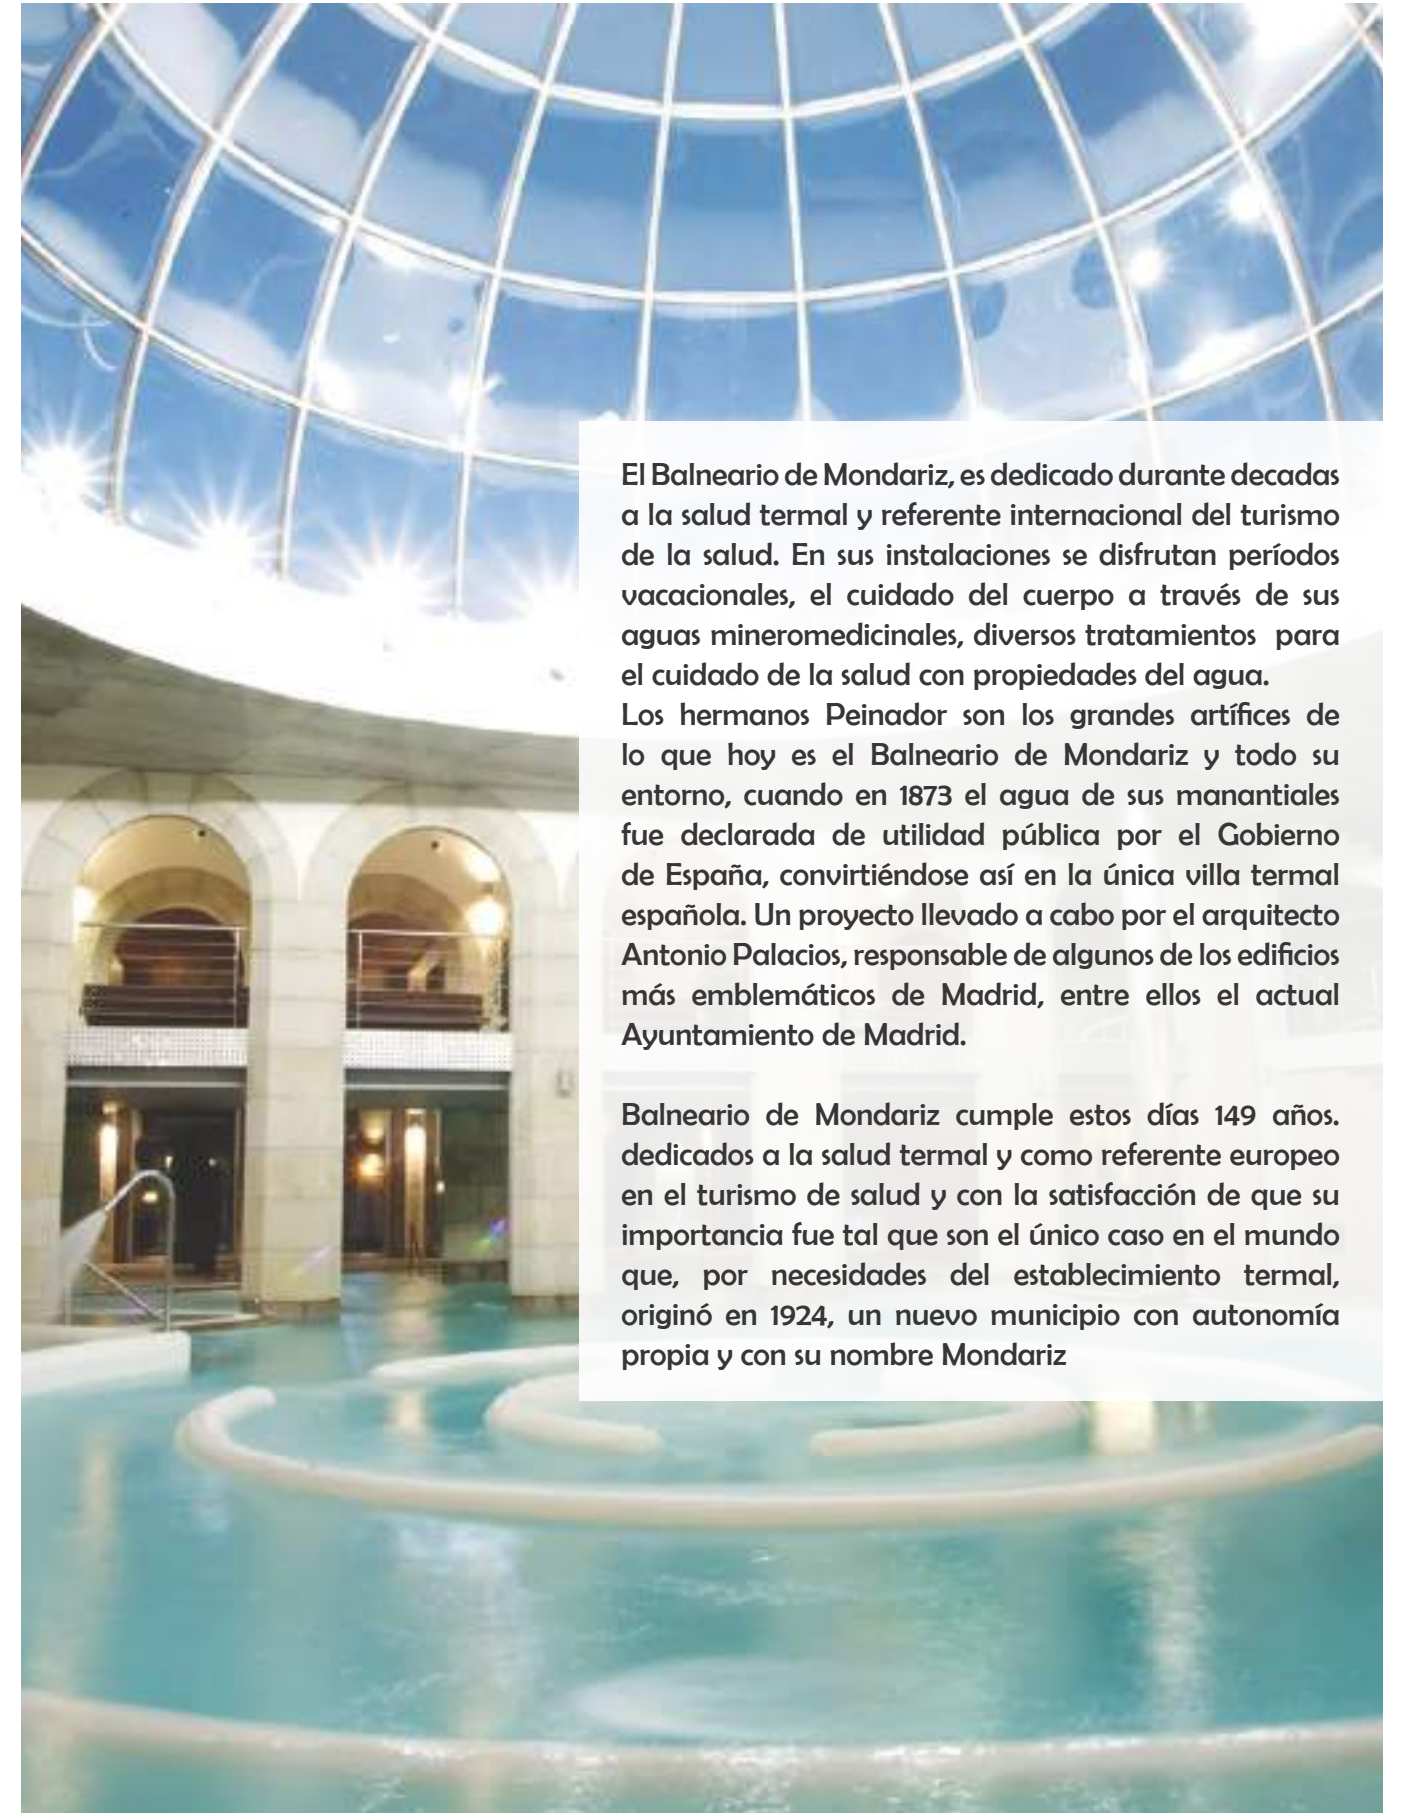 El Balneario de Mondariz, es dedicado durante decadas
a la salud termal y referente internacional del turismo
de la salud. En sus instalaciones se disfrutan períodos
vacacionales, el cuidado del cuerpo a través de sus
aguas mineromedicinales, diversos tratamientos para
el cuidado de la salud con propiedades del agua.
Los hermanos Peinador son los grandes artífices de
lo que hoy es el Balneario de Mondariz y todo su
entorno, cuando en 1873 el agua de sus manantiales
fue declarada de utilidad pública por el Gobierno
de España, convirtiéndose así en la única villa termal
española. Un proyecto llevado a cabo por el arquitecto
Antonio Palacios, responsable de algunos de los edificios
más emblemáticos de Madrid, entre ellos el actual
Ayuntamiento de Madrid.
Balneario de Mondariz cumple estos días 149 años.
dedicados a la salud termal y como referente europeo
en el turismo de salud y con la satisfacción de que su
importancia fue tal que son el único caso en el mundo
que, por necesidades del establecimiento termal,
originó en 1924, un nuevo municipio con autonomía
propia y con su nombre Mondariz